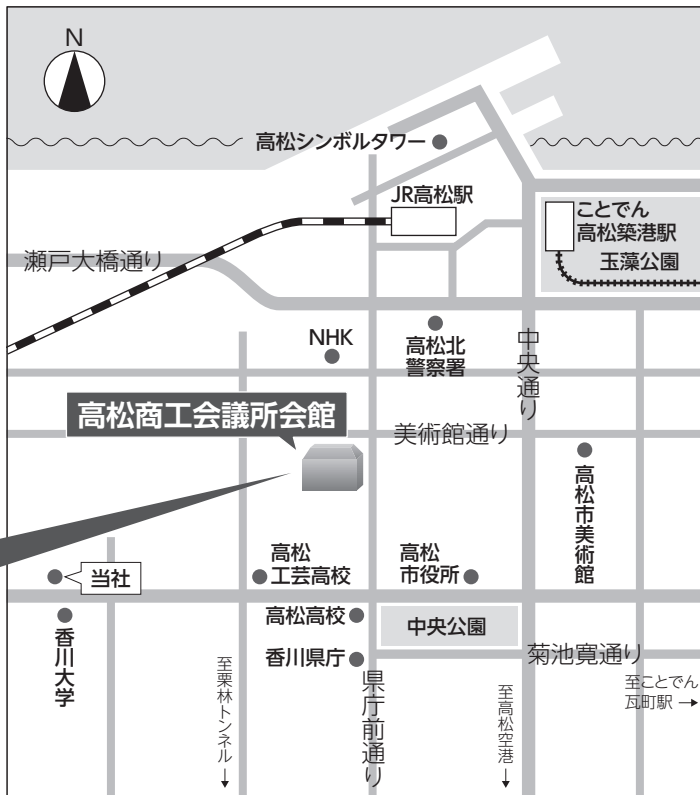 N
高松シンボルタワー
JR高松駅
ことでん
高松築港駅
玉藻公園
瀬戸大橋通り
NHK
高松北
警察署
中央通り
高松商工会議所会館
美術館通り
高松市美術館
高松
工芸高校
高松
市役所
当社
高松高校
中央公園
香川大学
香川県庁
菊池寛通り
至栗林トンネル→
県庁前通り
至高松空港→
至ことでん
瓦町駅→